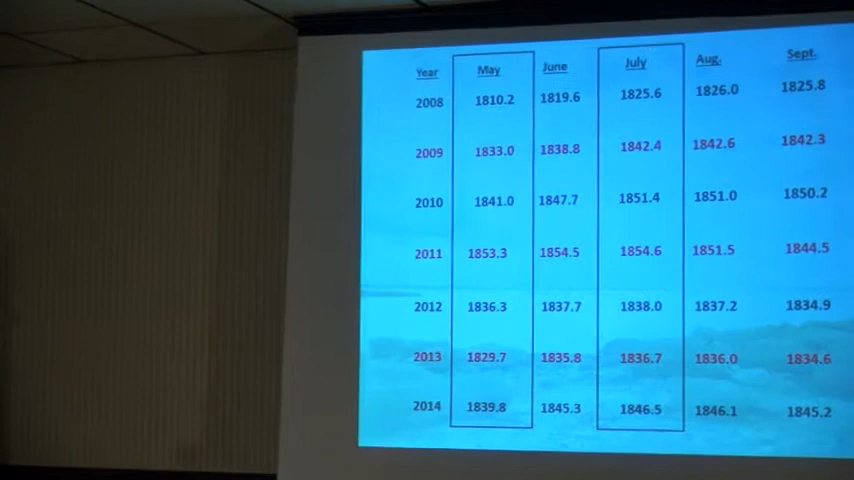 Year May June July Aug. Sept.
2008 1810.2 1819.6 1825.6 1826.0 1825.8
2009 1833.0 1838.8 1842.4 1842.6 1842.3
2010 1841.0 1847.7 1851.4 1851.0 1850.2
2011 1853.3 1854.5 1854.6 1851.5 1844.5
2012 1836.3 1837.7 1838.0 1837.2 1834.9
2013 1829.7 1835.8 1836.7 1836.0 1834.6
2014 1839.8 1845.3 1846.5 1846.1 1845.2